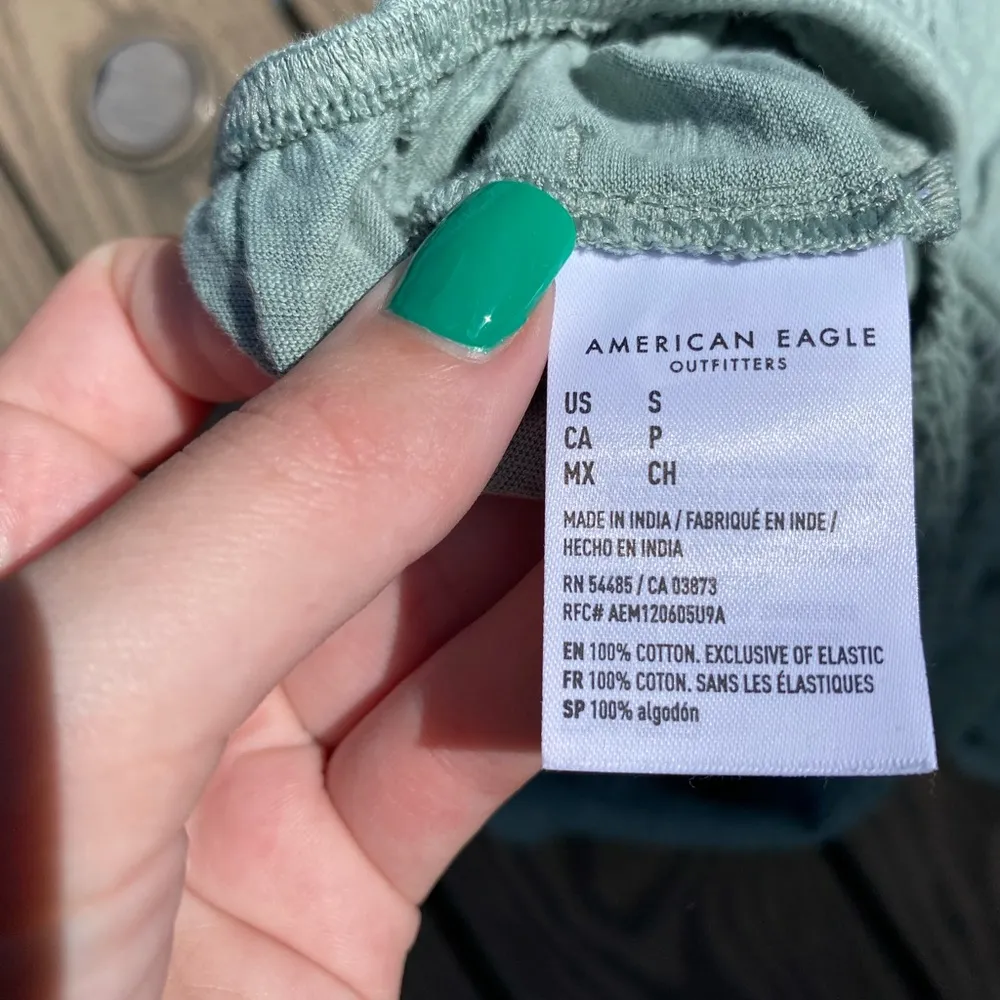 AMERICAN EAGLE
OUTFITTERS
US S
CA P
MX CH
MADE IN INDIA / FABRIQUÉ EN INDE /
HECHO EN INDIA
RN 54485 / CA 03873
RFC# AEM120605U9A
EN 100% COTTON. EXCLUSIVE OF ELASTIC
FR 100% COTON. SANS LES ÉLASTIQUES
SP 100% algodón